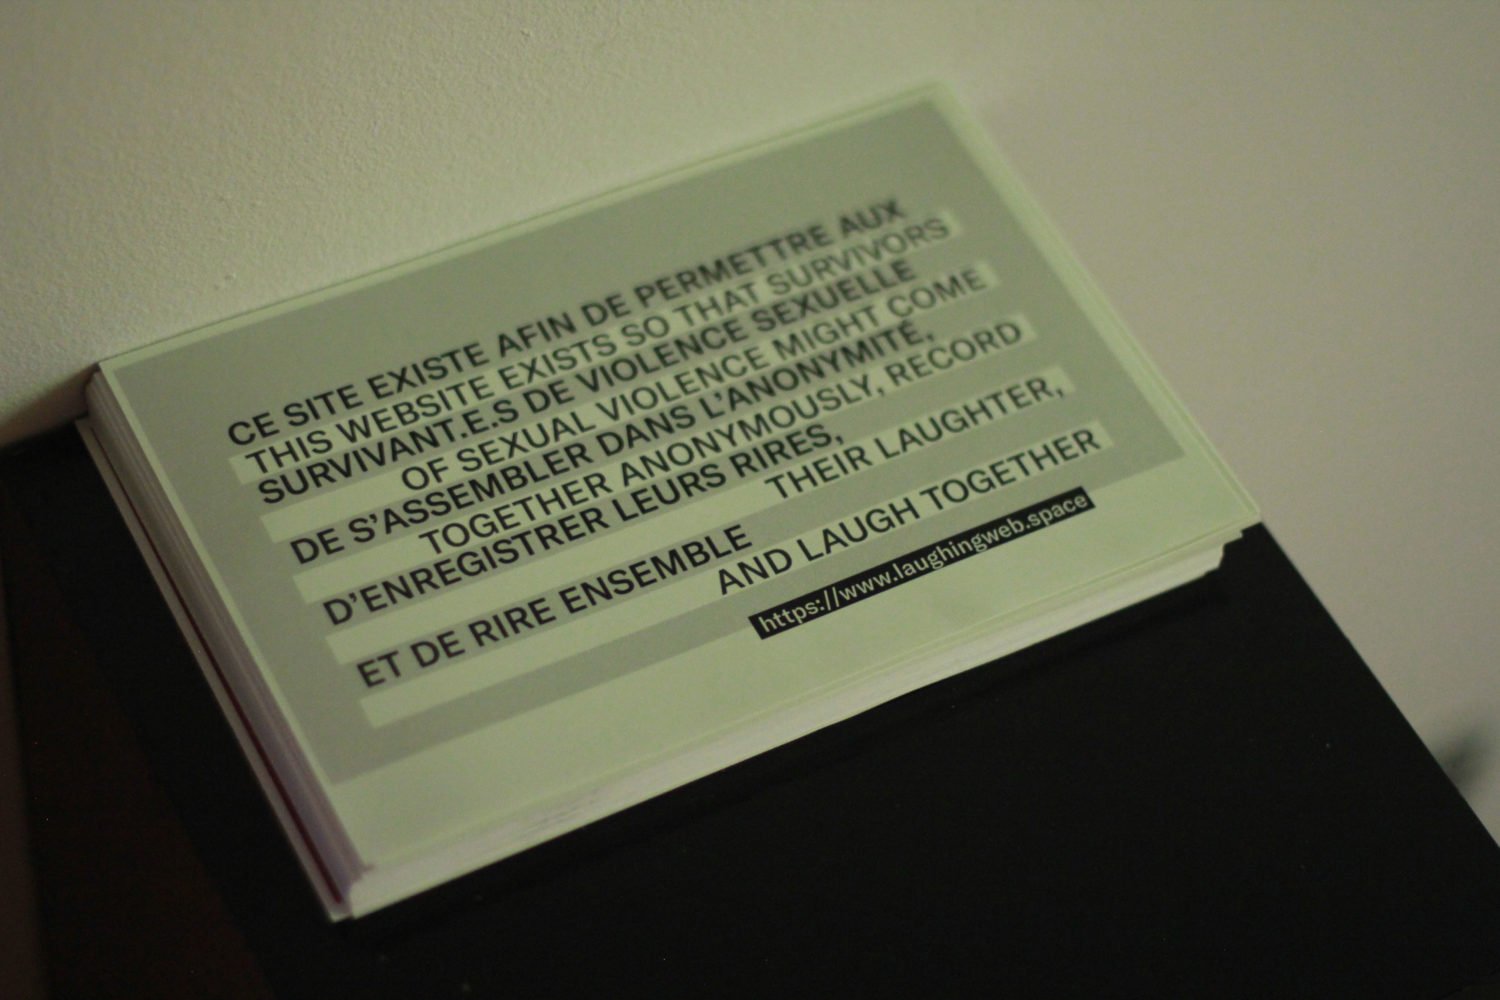 CE SITE EXISTE AFIN DE PERMETTRE AUX
THIS WEBSITE EXISTS SO THAT SURVIVORS
SURVIVANT.E.S DE VIOLENCE SEXUELLE
OF SEXUAL VIOLENCE MIGHT COME
DE S'ASSEMBLER DANS L'ANONYMITÉ,
TOGETHER ANONYMOUSLY, RECORD
D'ENREGISTRER LEURS RIRES,
THEIR LAUGHTER,
ET DE RIRE ENSEMBLE
AND LAUGH TOGETHER
https://www.laughingweb.space